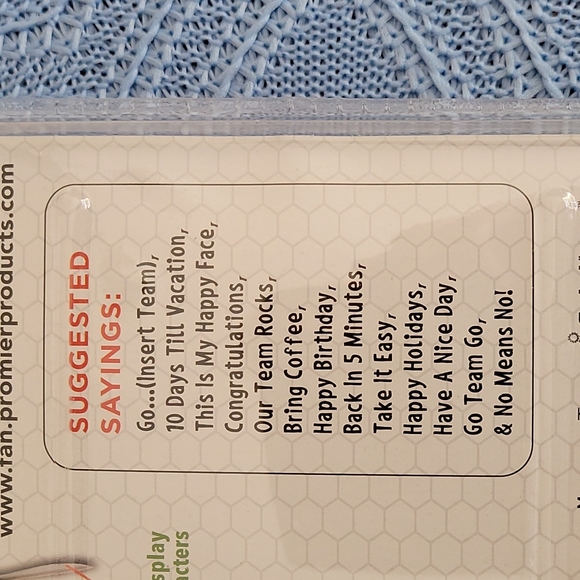 www.fan.promierproducts.com
SUGGESTED
SAYINGS:
Go...(Insert Team),
10 Days Till Vacation,
This Is My Happy Face,
Congratulations,
Our Team Rocks,
Bring Coffee,
Happy Birthday,
Back In 5 Minutes,
Take It Easy,
Happy Holidays,
Have A Nice Day,
Go Team Go,
& No Means No!
splay
acters